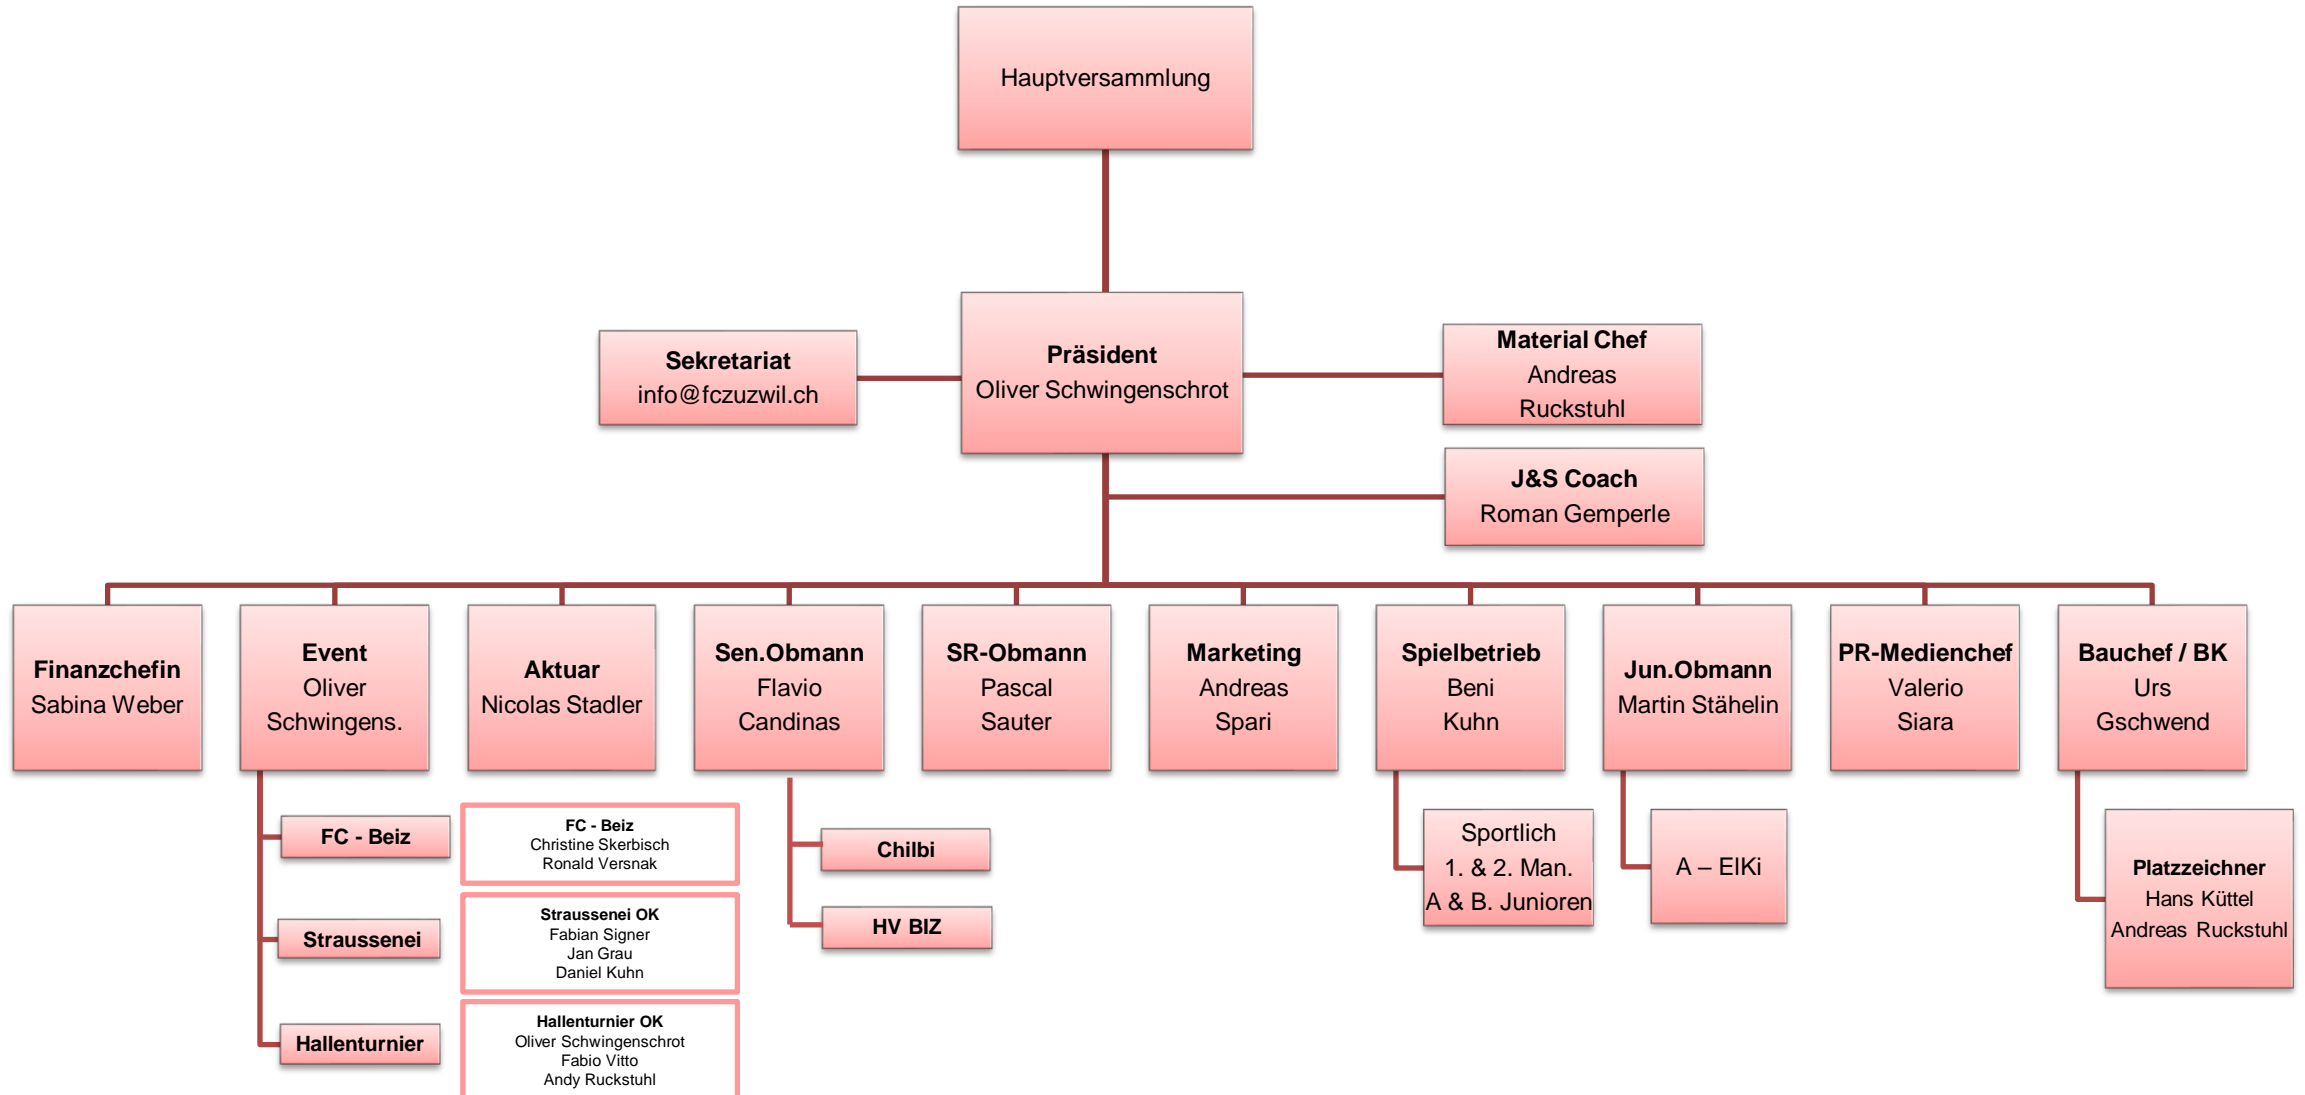 Hauptversammlung
Sekretariat
info@fczuzwil.ch
Präsident
Oliver Schwingenschrot
Material Chef
Andreas
Ruckstuhl
J&S Coach
Roman Gemperle
Finanzchefin
Sabina Weber
Event
Oliver
Schwingens.
Aktuar
Nicolas Stadler
Sen.Obmann
Flavio
Candinas
SR-Obmann
Pascal
Sauter
Marketing
Andreas
Spari
Spielbetrieb
Beni
Kuhn
Jun.Obmann
Martin Stähelin
PR-Medienchef
Valerio
Siara
Bauchef / BK
Urs
Gschwend
FC - Beiz
Straussenei
Hallenturnier
FC - Beiz
Christine Skerbisch
Ronald Versnak
Straussenei OK
Fabian Signer
Jan Grau
Daniel Kuhn
Hallenturnier OK
Oliver Schwingenschrot
Fabio Vitto
Andy Ruckstuhl
Chilbi
HV BIZ
Sportlich
1. & 2. Man.
A & B. Junioren
A – ElKi
Platzzeichner
Hans Küttel
Andreas Ruckstuhl